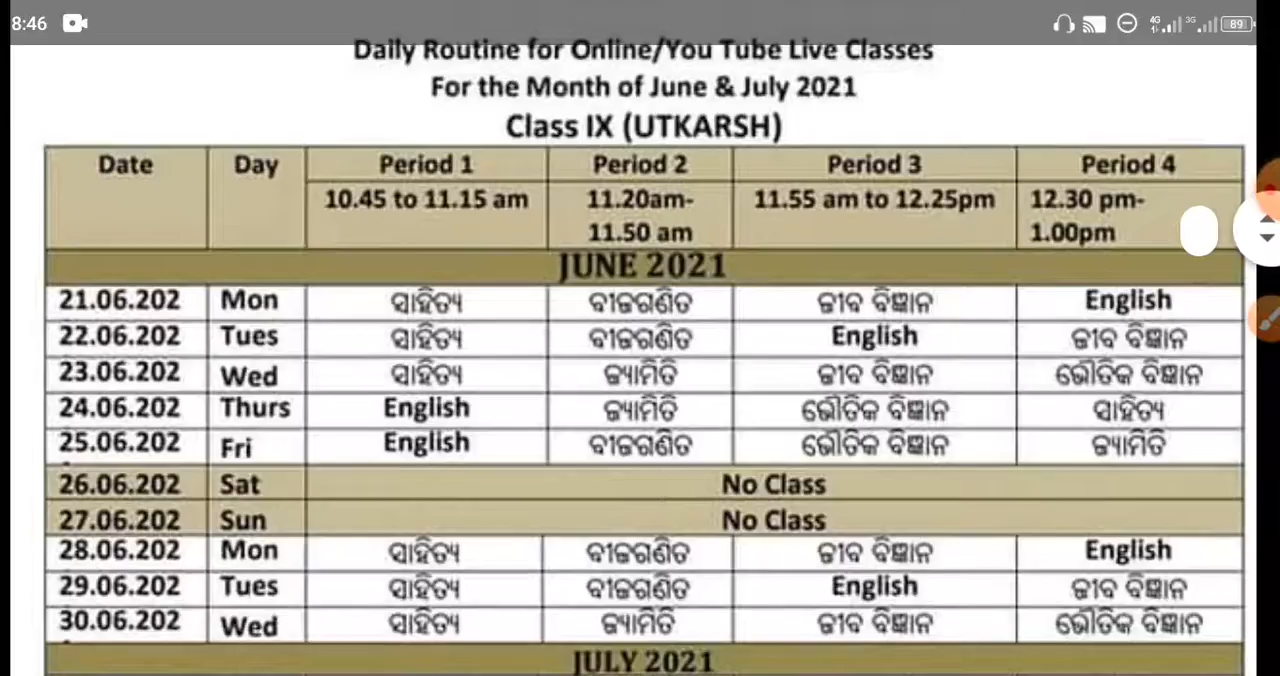 8:46
4G 3G 89
Daily Routine for Online/You Tube Live Classes
For the Month of June & July 2021
Class IX (UTKARSH)
Date Day Period 1 Period 2 Period 3 Period 4
10.45 to 11.15 am 11.20am-11.50 am 11.55 am to 12.25pm 12.30 pm-1.00pm
JUNE 2021
21.06.202 Mon ସାହିତ୍ୟ ବୀଜଗଣିତ ଜୀବ ବିଜ୍ଞାନ English
22.06.202 Tues ସାହିତ୍ୟ ବୀଜଗଣିତ English ଜୀବ ବିଜ୍ଞାନ
23.06.202 Wed ସାହିତ୍ୟ ଜ୍ୟାମିତି ଜୀବ ବିଜ୍ଞାନ ଭୌତିକ ବିଜ୍ଞାନ
24.06.202 Thurs English ଜ୍ୟାମିତି ଭୌତିକ ବିଜ୍ଞାନ ସାହିତ୍ୟ
25.06.202 Fri English ବୀଜଗଣିତ ଭୌତିକ ବିଜ୍ଞାନ ଜ୍ୟାମିତି
26.06.202 Sat No Class
27.06.202 Sun No Class
28.06.202 Mon ସାହିତ୍ୟ ବୀଜଗଣିତ ଜୀବ ବିଜ୍ଞାନ English
29.06.202 Tues ସାହିତ୍ୟ ବୀଜଗଣିତ English ଜୀବ ବିଜ୍ଞାନ
30.06.202 Wed ସାହିତ୍ୟ ଜ୍ୟାମିତି ଜୀବ ବିଜ୍ଞାନ ଭୌତିକ ବିଜ୍ଞାନ
JULY 2021